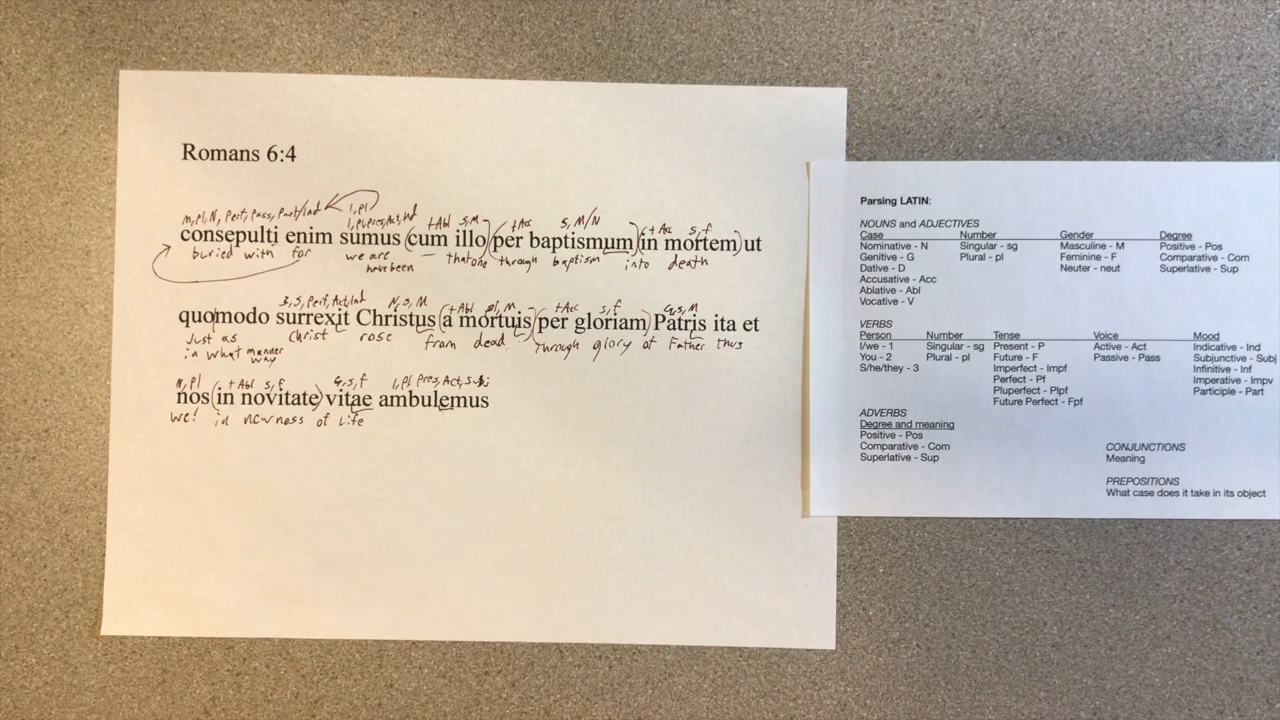 Romans 6:4
m, Pl, N, Perf, Pass, Part/Ind 1, Pl
1, Pl, Pres, Act, Ind +Abl S, M +Acc S, M/N + Acc S, f
consepulti enim sumus (cum illo) (per baptismum) (in mortem) ut
buried with for we are — that one through baptism into death
have been
3, S, Perf, Act, Ind N, S, M +Abl pl, M +Acc S, f G, S, M
quomodo surrexit Christus (a mortuis) (per gloriam) Patris ita et
Just as Christ rose from dead through glory of Father thus
in what manner
way
N, Pl + Abl S, f G, S, f 1, Pl Pres, Act, Subj
nos (in novitate) vitae ambulemus
we! in newness of Life
Parsing LATIN:
NOUNS and ADJECTIVES
Case Number Gender Degree
Nominative - N Singular - sg Masculine - M Positive - Pos
Genitive - G Plural - pl Feminine - F Comparative - Com
Dative - D Neuter - neut Superlative - Sup
Accusative - Acc
Ablative - Abl
Vocative - V
VERBS
Person Number Tense Voice Mood
I/we - 1 Singular - sg Present - P Active - Act Indicative - Ind
You - 2 Plural - pl Future - F Passive - Pass Subjunctive - Subj
S/he/they - 3 Imperfect - Impf Infinitive - Inf
Perfect - Pf Imperative - Impv
Pluperfect - Plpf Participle - Part
Future Perfect - Fpf
ADVERBS
Degree and meaning
Positive - Pos
Comparative - Com
Superlative - Sup
CONJUNCTIONS
Meaning
PREPOSITIONS
What case does it take in its object